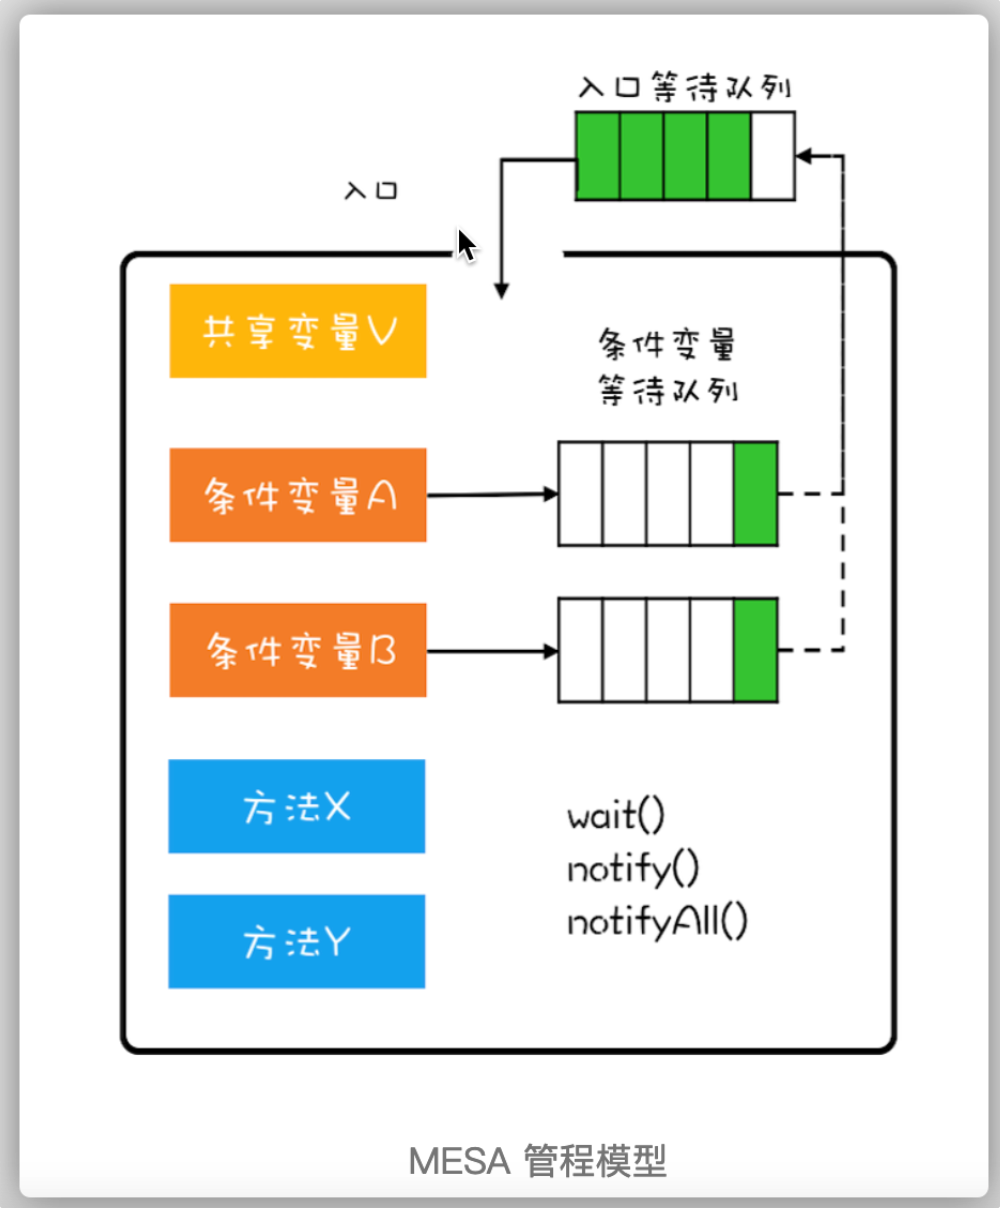 入口等待队列
入口
共享变量V
条件变量
等待队列
条件变量A
条件变量B
方法X
wait()
notify()
notifyAll()
方法Y
MESA 管程模型